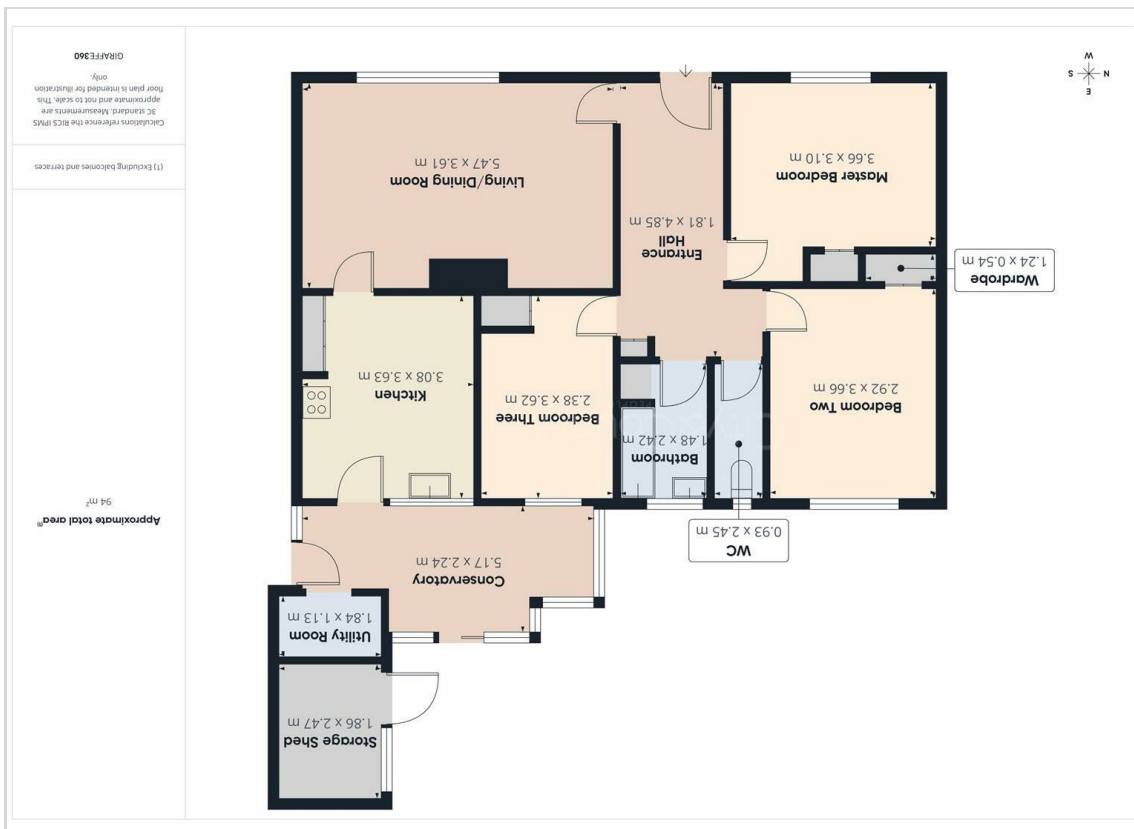 Storage Shed
1.86 x 2.47 m
Utility Room
1.84 x 1.13 m
Conservatory
5.17 x 2.24 m
WC
0.93 x 2.45 m
Bedroom Two
2.92 x 3.66 m
Bathroom
1.48 x 2.42 m
Bedroom Three
2.38 x 3.62 m
Kitchen
3.08 x 3.63 m
Wardrobe
1.24 x 0.54 m
Entrance
Hall
1.81 x 4.85 m
Master Bedroom
3.66 x 3.10 m
Living/Dining Room
5.47 x 3.61 m
E
N S
W
Approximate total area⁽¹⁾
94 m²
(1) Excluding balconies and terraces
Calculations reference the RICS IPMS
3C standard. Measurements are
approximate and not to scale. This
floor plan is intended for illustration
only.
GIRAFFE360